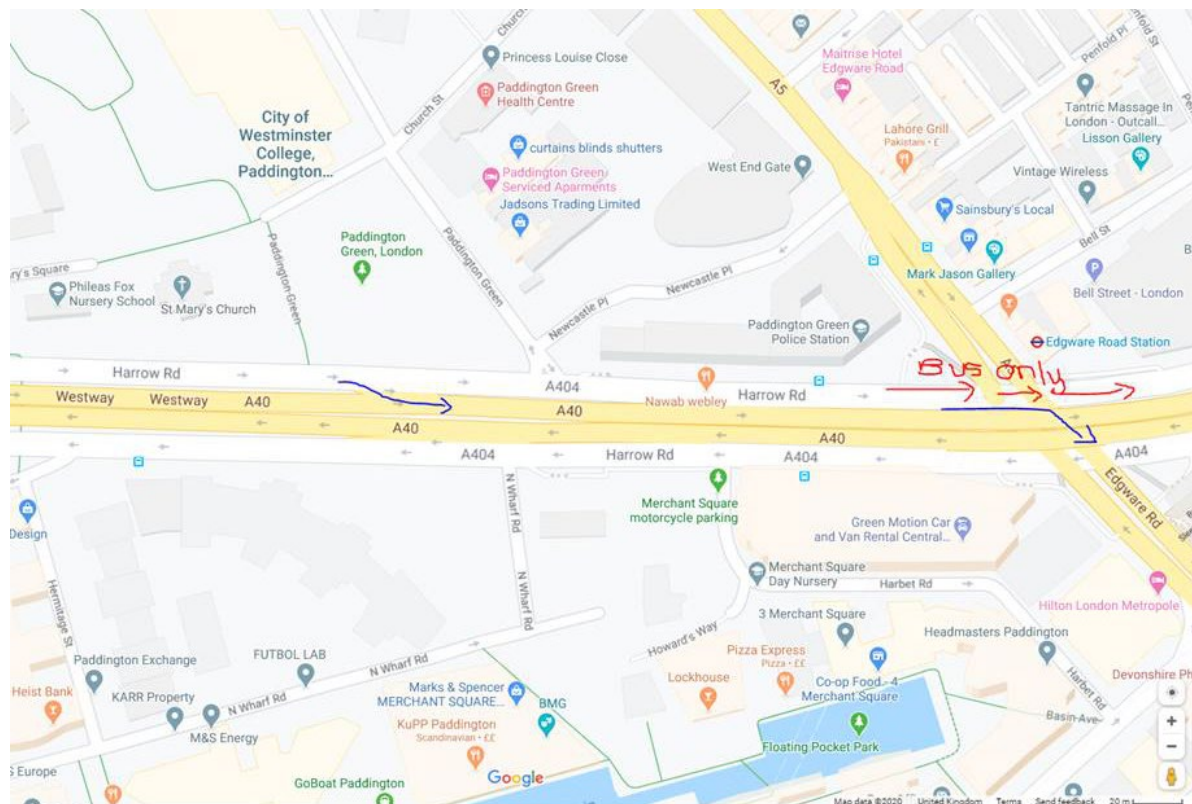 Princess Louise Close
Church St
Penfold Pl
Penfold St
Maitrise Hotel
Edgware Road
A5
Paddington Green
Health Centre
City of
Westminster
College,
Paddington...
Church St
curtains blinds shutters
Tantric Massage In
London - Outcall...
Lisson Gallery
Lahore Grill
Pakistani · £
West End Gate
Vintage Wireless
Paddington Green
Serviced Aparments
Jadsons Trading Limited
Sainsbury's Local
Bell St
Paddington
Green, London
Paddington Green
Paddington Green
Mark Jason Gallery
Bell Street - London
ry's Square
Phileas Fox
Nursery School
St Mary's Church
Newcastle Pl
Newcastle Pl
Paddington Green
Police Station
Edgware Road Station
Bus only
Harrow Rd
A404
Nawab webley
Harrow Rd
Westway
Westway
A40
A40
A40
A40
A404
Harrow Rd
A404
A404
Edgware Rd
N Wharf Rd
Merchant Square
motorcycle parking
Design
Green Motion Car
and Van Rental Central...
Merchant Square
Day Nursery
Harbet Rd
Hilton London Metropole
N Wharf Rd
Hermitage St
3 Merchant Square
Headmasters Paddington
Howard's Way
Paddington Exchange
FUTBOL LAB
N Wharf Rd
Pizza Express
Pizza · ££
Harbet Rd
Devonshire Ph
Heist Bank
KARR Property
N Wharf Rd
Marks & Spencer
MERCHANT SQUARE...
BMG
Lockhouse
Co-op Food - 4
Merchant Square
M&S Energy
KuPP Paddington
Scandinavian · ££
Basin Ave
Floating Pocket Park
S Europe
Google
GoBoat Paddington
Map data ©2020 United Kingdom Terms Send feedback 20 m